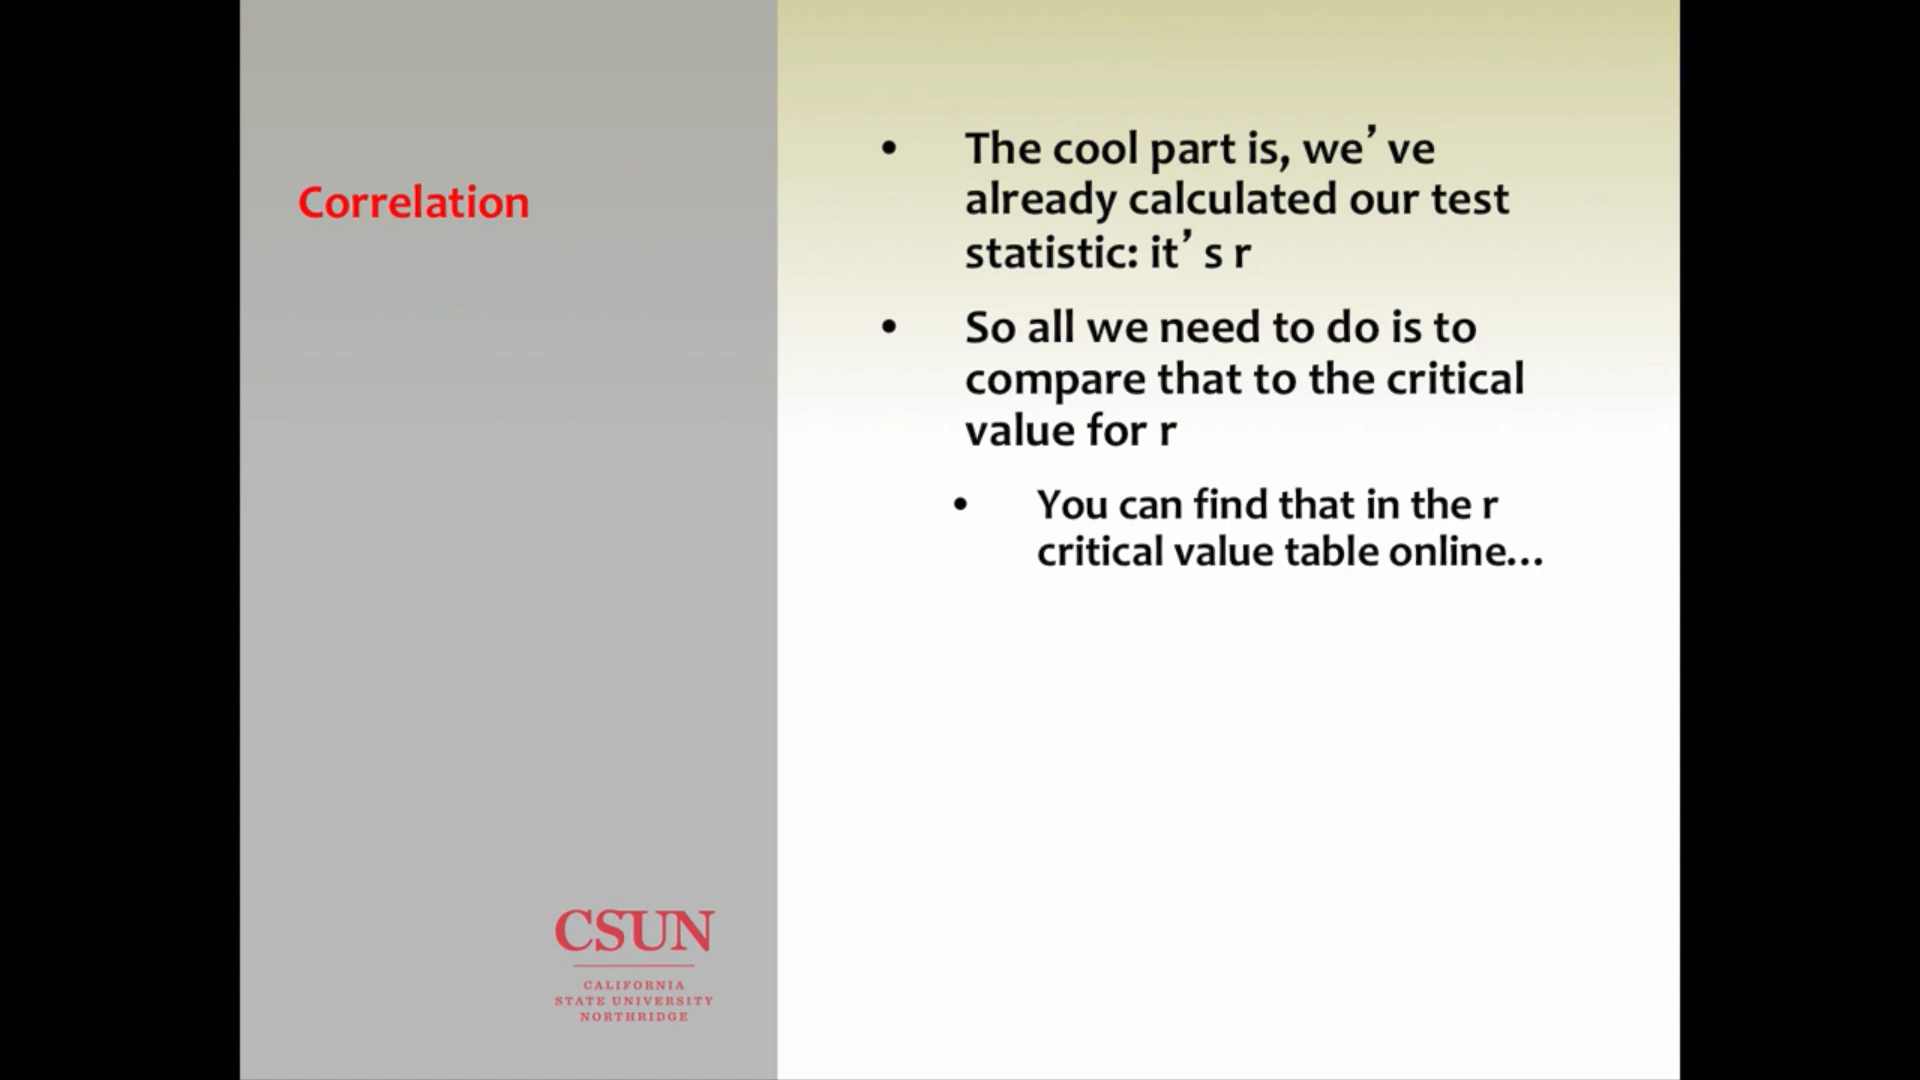 Correlation
• The cool part is, we’ ve
already calculated our test
statistic: it’ s r
• So all we need to do is to
compare that to the critical
value for r
• You can find that in the r
critical value table online...
CSUN
CALIFORNIA
STATE UNIVERSITY
NORTHRIDGE